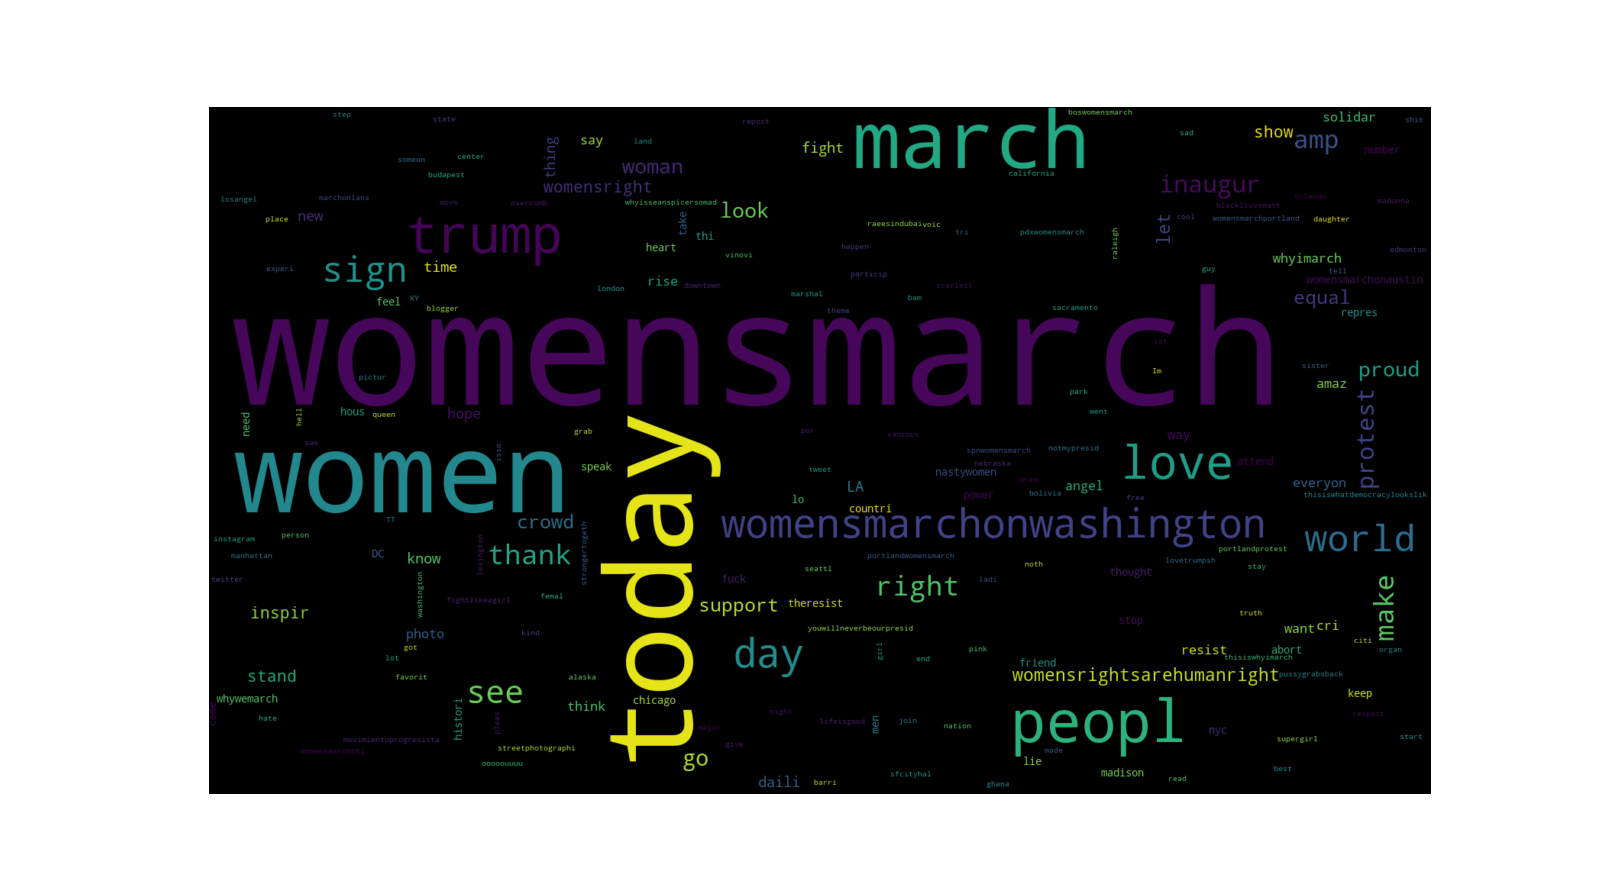 step
state
repost
boswomensmarch
solidar
shit
march
show
amp
sad
number
fight
say
land
thing
someon
center
budapest
woman
womensright
california
inaugur
orlando
blacklivesmatt
madonna
losangel
marchonlans
move
overcomb
whyisseanspicersomad
look
place
new
take
raeesindubai
voic
let
cool
womensmarchportland
daughter
trump
thi
heart
vinovi
happen
tri
pdxwomensmarch
raleigh
edmonton
whyimarch
sign
time
experi
rise
downtown
london
particip
scarlett
marshal
bam
guy
tell
womensmarchonaustin
equal
feel
KY
blogger
theme
sacramento
repres
womensmarch
ist
Im
pictur
sister
proud
amaz
park
went
need
hell
hous
queen
hope
grab
today
por
vancouv
way
protest
saw
isso
women
speak
spnwomensmarch
notmypresid
nebraska
love
attend
tweet
nastywomen
draw
angel
everyon
LA
lo
power
bolivia
free
thisiswhatdemocracylookslik
countri
TT
crowd
womensmarchonwashington
world
instagram
person
manhattan
DC
know
lexington
thank
strongertogeth
portlandwomensmarch
portlandprotest
lovetrumpsh
twitter
washington
seattl
noth
stay
fuck
right
ladi
thought
make
fightlikeagirl
femal
inspir
support
theresist
truth
stop
want
cri
photo
kind
youwillneverbeourpresid
got
day
girl
pink
end
resist
abort
citi
organ
lot
friend
thisiswhyimarch
stand
favorit
alaska
womensrightsarehumanright
pussygrabsback
whywemarch
see
chicago
keep
come
hate
histori
pleas
think
night
lifeisgood
men
join
nation
peopl
nyc
respect
major
movimientoprogresista
womensmarchchi
streetphotographi
give
made
supergirl
start
ooooouuuu
go
lie
daili
barri
sfcityhal
ghana
madison
read
best